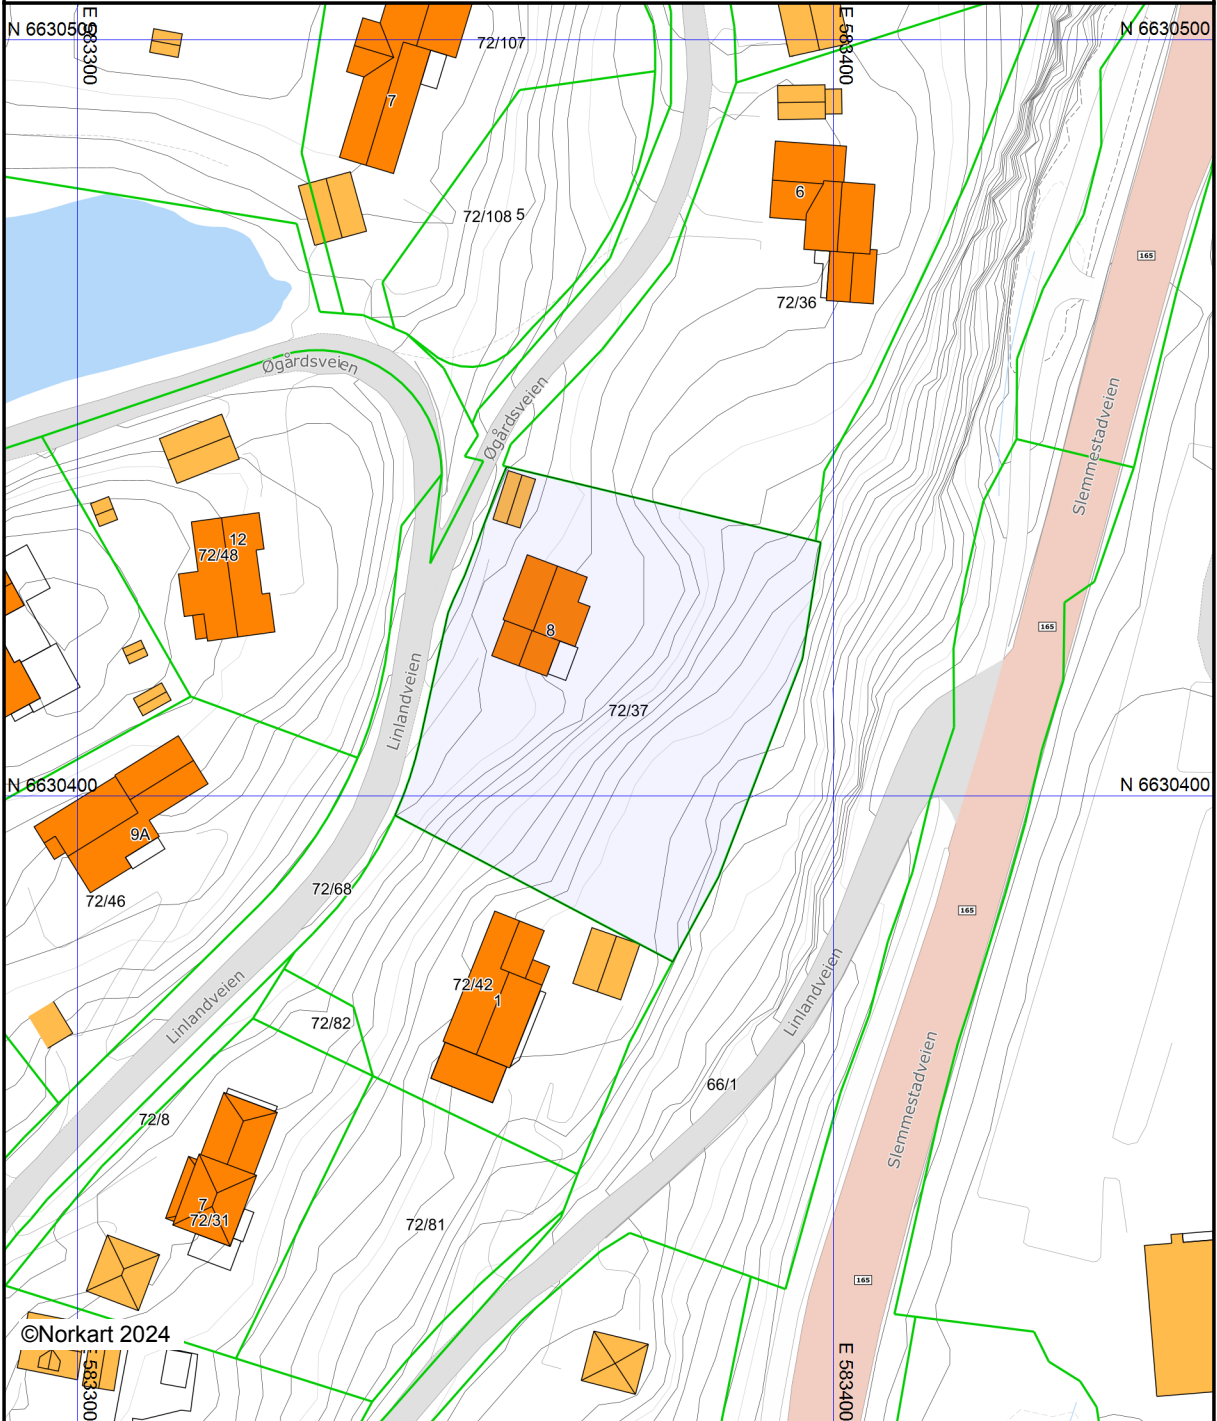 N 6630500
E 583300
72/107
E 583400
N 6630500
7
6
72/108 5
165
72/36
Øgårdsveien
Øgårdsveien
Slemmestadveien
12
72/48
8
165
Linlandveien
72/37
N 6630400
N 6630400
9A
72/68
72/46
165
72/42
1
Linlandveien
Linlandveien
72/82
66/1
Slemmestadveien
72/8
7
72/31
72/81
165
©Norkart 2024
E 583300
E 583400